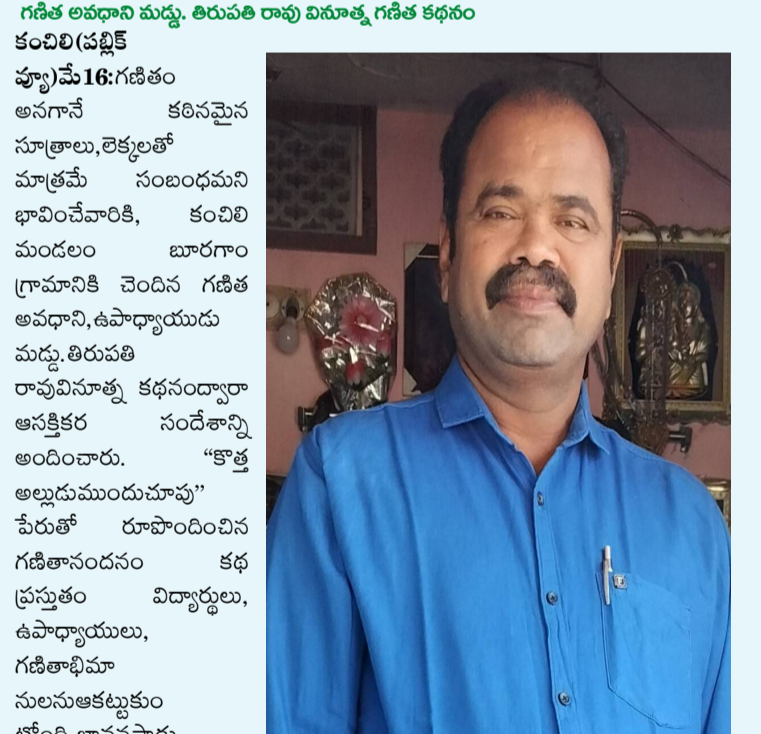 గణిత అవధాని మడ్డు. తిరుపతి రావు వినూత్న గణిత కథనం
కంచిలి(పబ్లిక్
వ్యూ)మే16:గణితం
అనగానే కఠినమైన
సూత్రాలు,లెక్కలతో
మాత్రమే సంబంధమని
భావించేవారికి, కంచిలి
మండలం బూరగాం
గ్రామానికి చెందిన గణిత
అవధాని,ఉపాధ్యాయుడు
మడ్డు.తిరుపతి
రావువినూత్న కథనంద్వారా
ఆసక్తికర సందేశాన్ని
అందించారు. “కొత్త
అల్లుడుముందుచూపు”
పేరుతో రూపొందించిన
గణితానందనం కథ
ప్రస్తుతం విద్యార్థులు,
ఉపాధ్యాయులు,
గణితాభిమా
నులనుఆకట్టుకుం